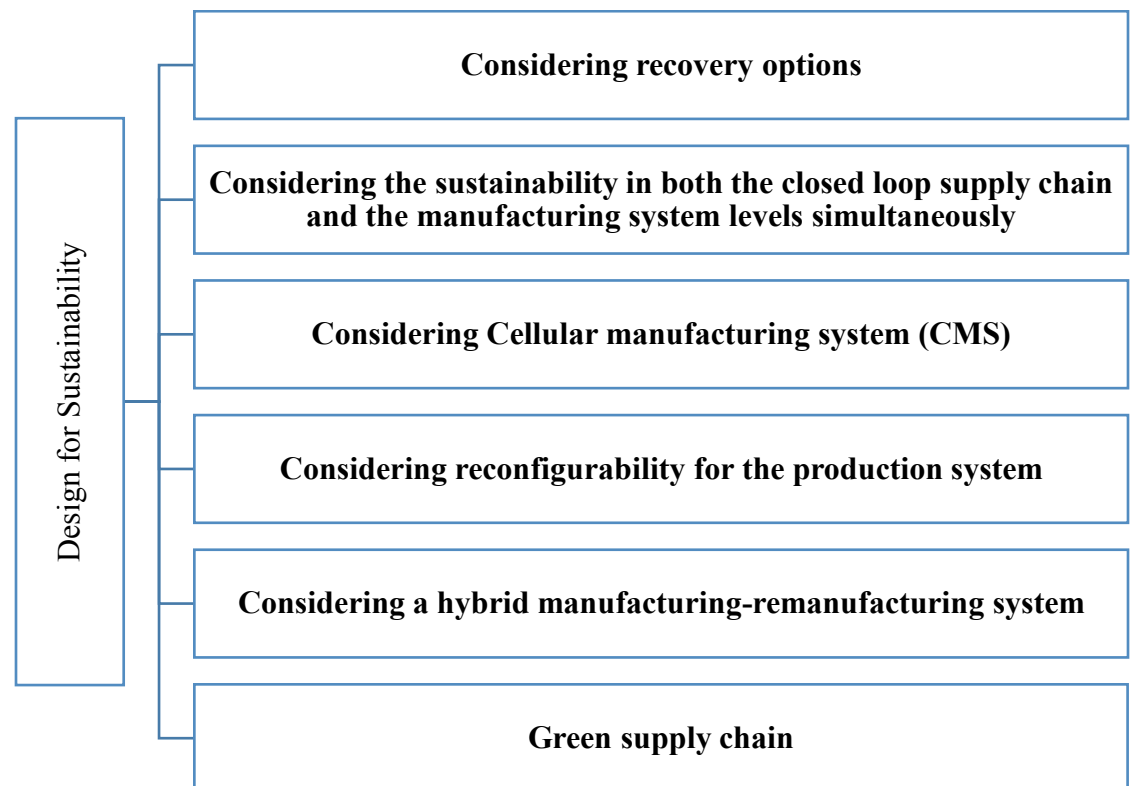 Design for Sustainability
Considering recovery options
Considering the sustainability in both the closed loop supply chain
and the manufacturing system levels simultaneously
Considering Cellular manufacturing system (CMS)
Considering reconfigurability for the production system
Considering a hybrid manufacturing-remanufacturing system
Green supply chain